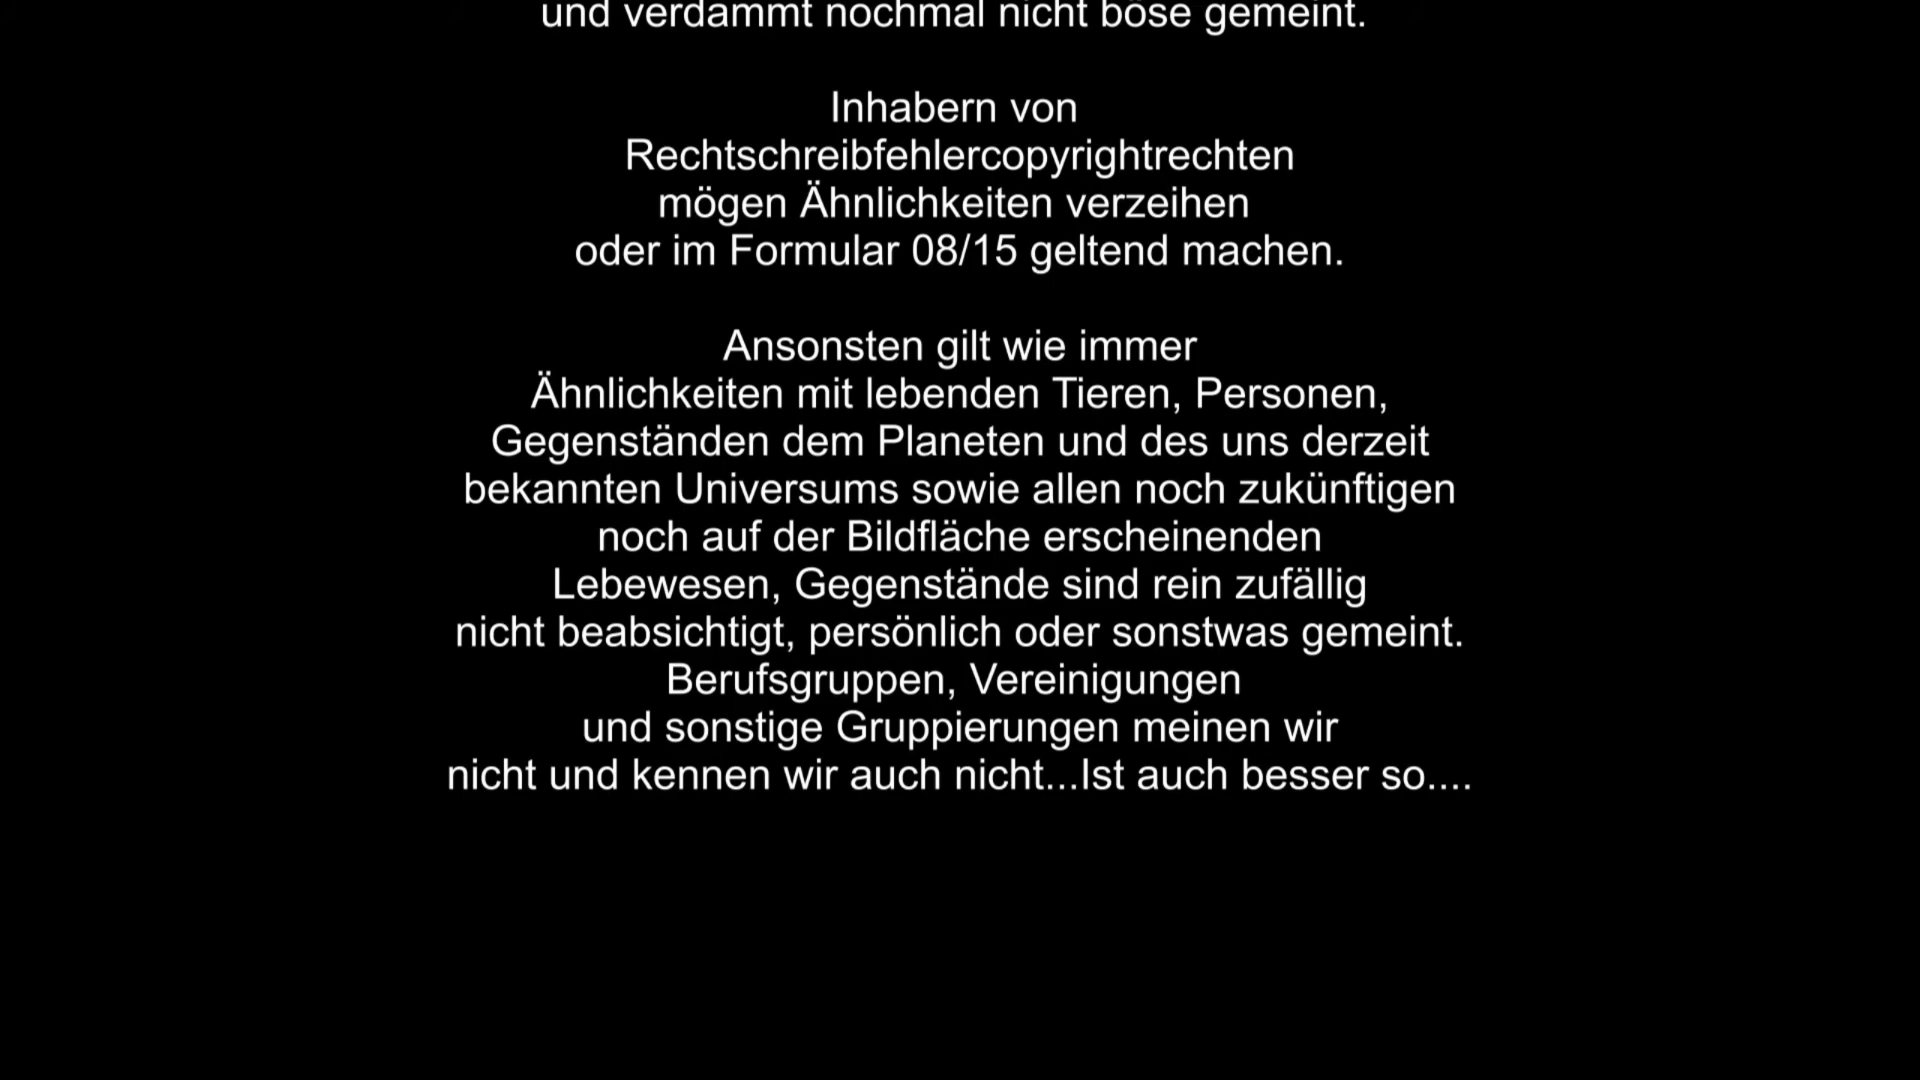 und verdammt nochmal nicht böse gemeint.
Inhabern von
Rechtschreibfehlercopyrightrechten
mögen Ähnlichkeiten verzeihen
oder im Formular 08/15 geltend machen.
Ansonsten gilt wie immer
Ähnlichkeiten mit lebenden Tieren, Personen,
Gegenständen dem Planeten und des uns derzeit
bekannten Universums sowie allen noch zukünftigen
noch auf der Bildfläche erscheinenden
Lebewesen, Gegenstände sind rein zufällig
nicht beabsichtigt, persönlich oder sonstwas gemeint.
Berufsgruppen, Vereinigungen
und sonstige Gruppierungen meinen wir
nicht und kennen wir auch nicht...Ist auch besser so....